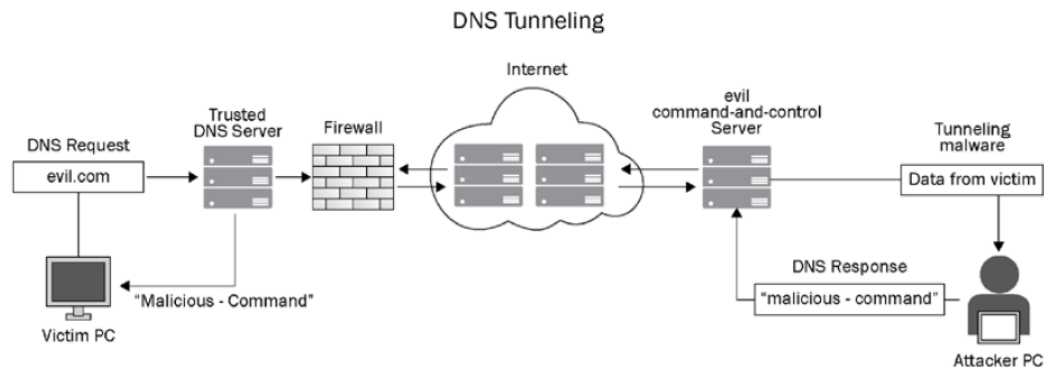 DNS Tunneling
Internet
evil
command-and-control
Server
Trusted
DNS Server
Firewall
Tunneling
malware
DNS Request
evil.com
Data from victim
DNS Response
"Malicious - Command"
"malicious - command"
Victim PC
Attacker PC